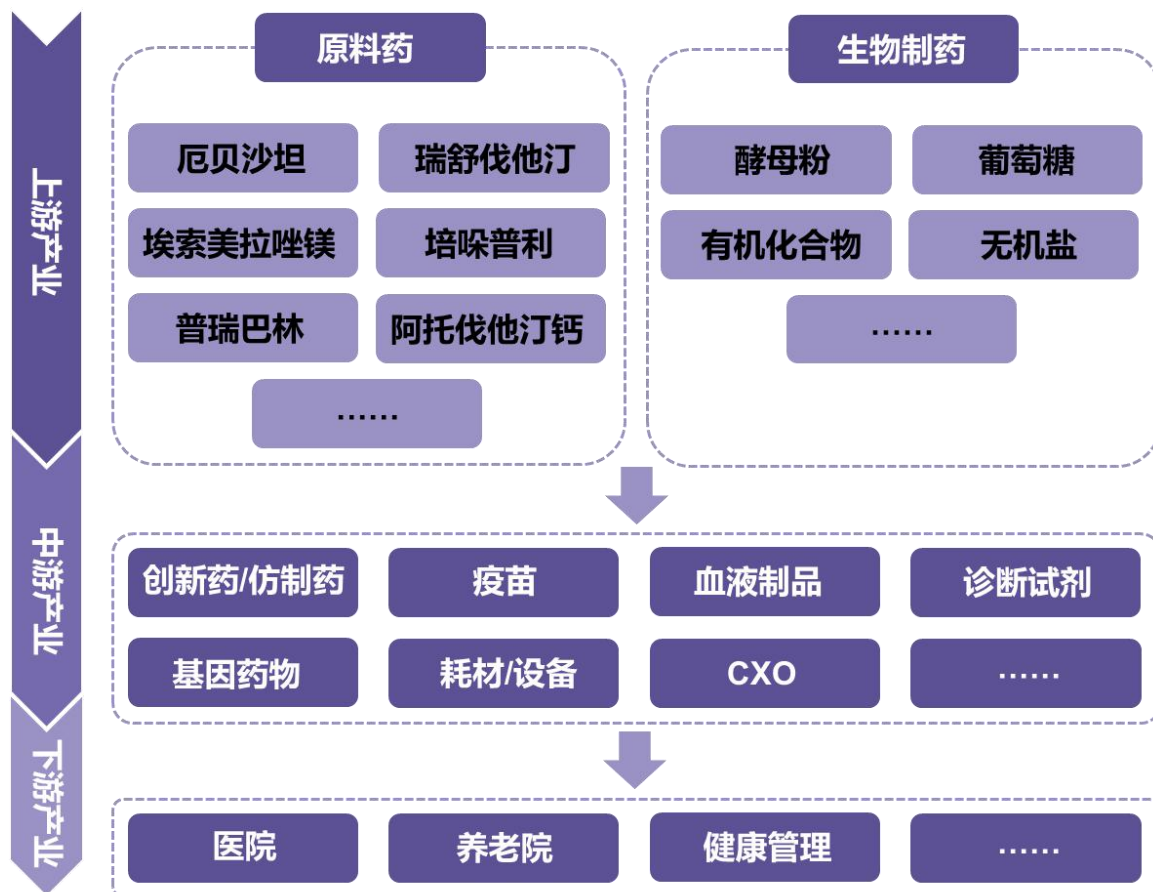 上游产业
原料药
厄贝沙坦
瑞舒伐他汀
埃索美拉唑镁
培哚普利
普瑞巴林
阿托伐他汀钙
……
生物制药
酵母粉
葡萄糖
有机化合物
无机盐
……
中游产业
创新药/仿制药
疫苗
血液制品
诊断试剂
基因药物
耗材/设备
CXO
……
下游产业
医院
养老院
健康管理
……